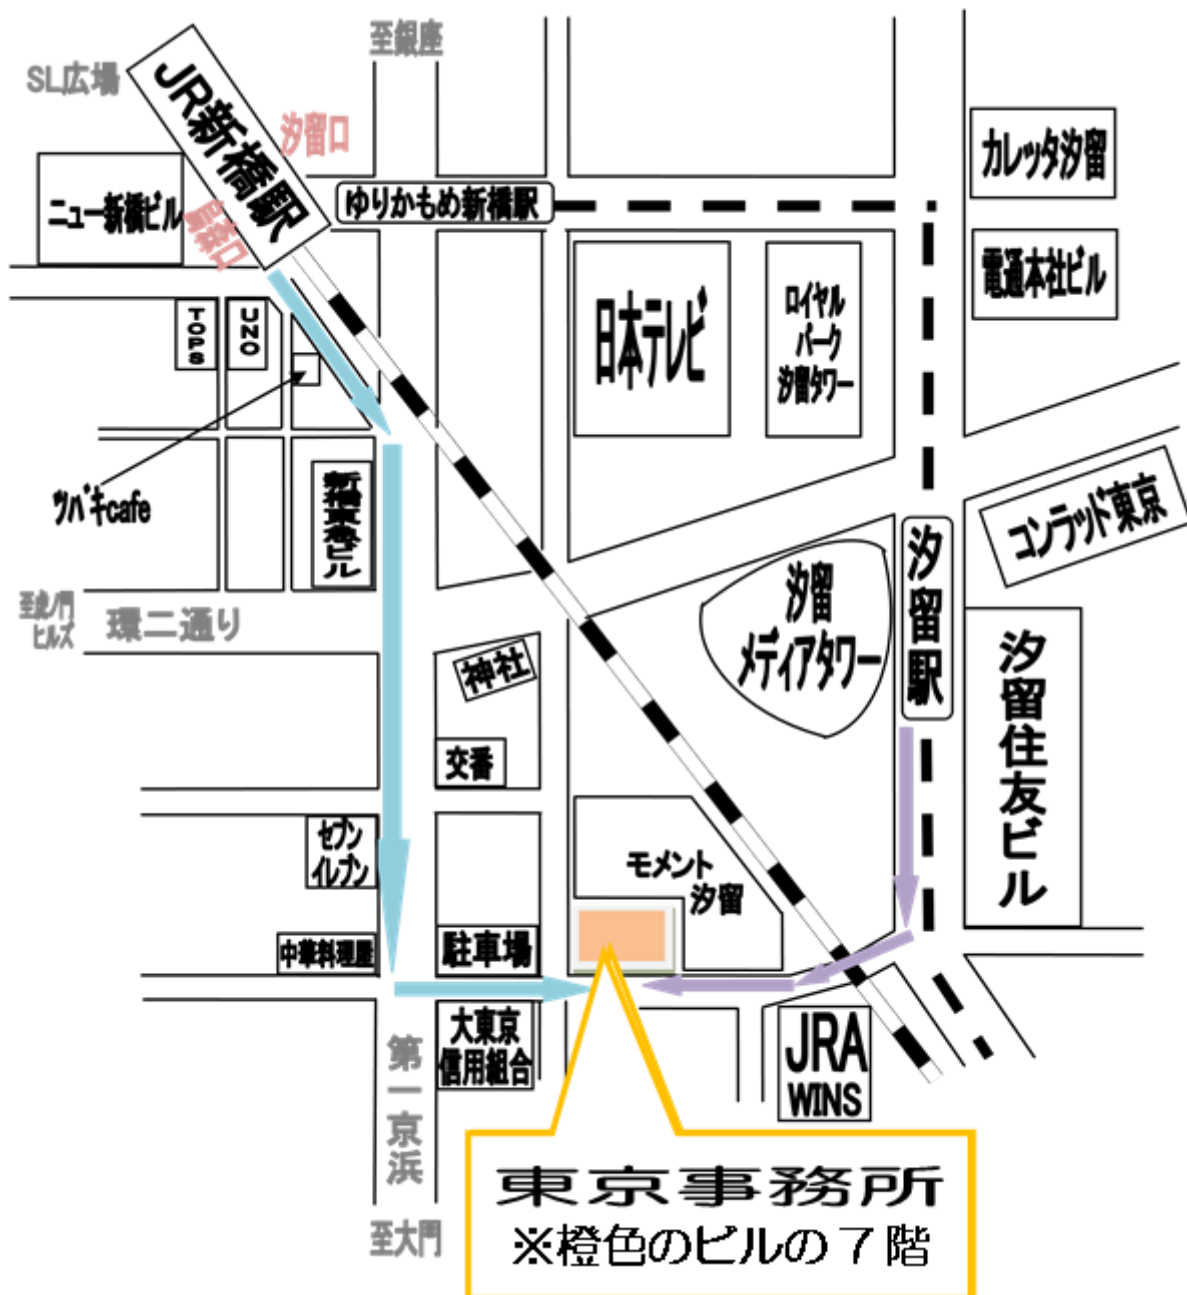 至銀座
SL広場
JR新橋駅
汐留口
カレッタ汐留
ニュー新橋ビル
ゆりかもめ新橋駅
烏森口
電通本社ビル
TOPS
UNO
日本テレビ
ロイヤル
パーク
汐留タワー
ツバキcafe
新橋東急ビル
コンラッド東京
汐留駅
汐留
メディアタワー
至虎ノ門
ヒルズ
環二通り
神社
汐留住友ビル
交番
セブン
イレブン
モメント
汐留
中華料理屋
駐車場
大東京
信用組合
第一京浜
JRA
WINS
東京事務所
※橙色のビルの７階
至大門